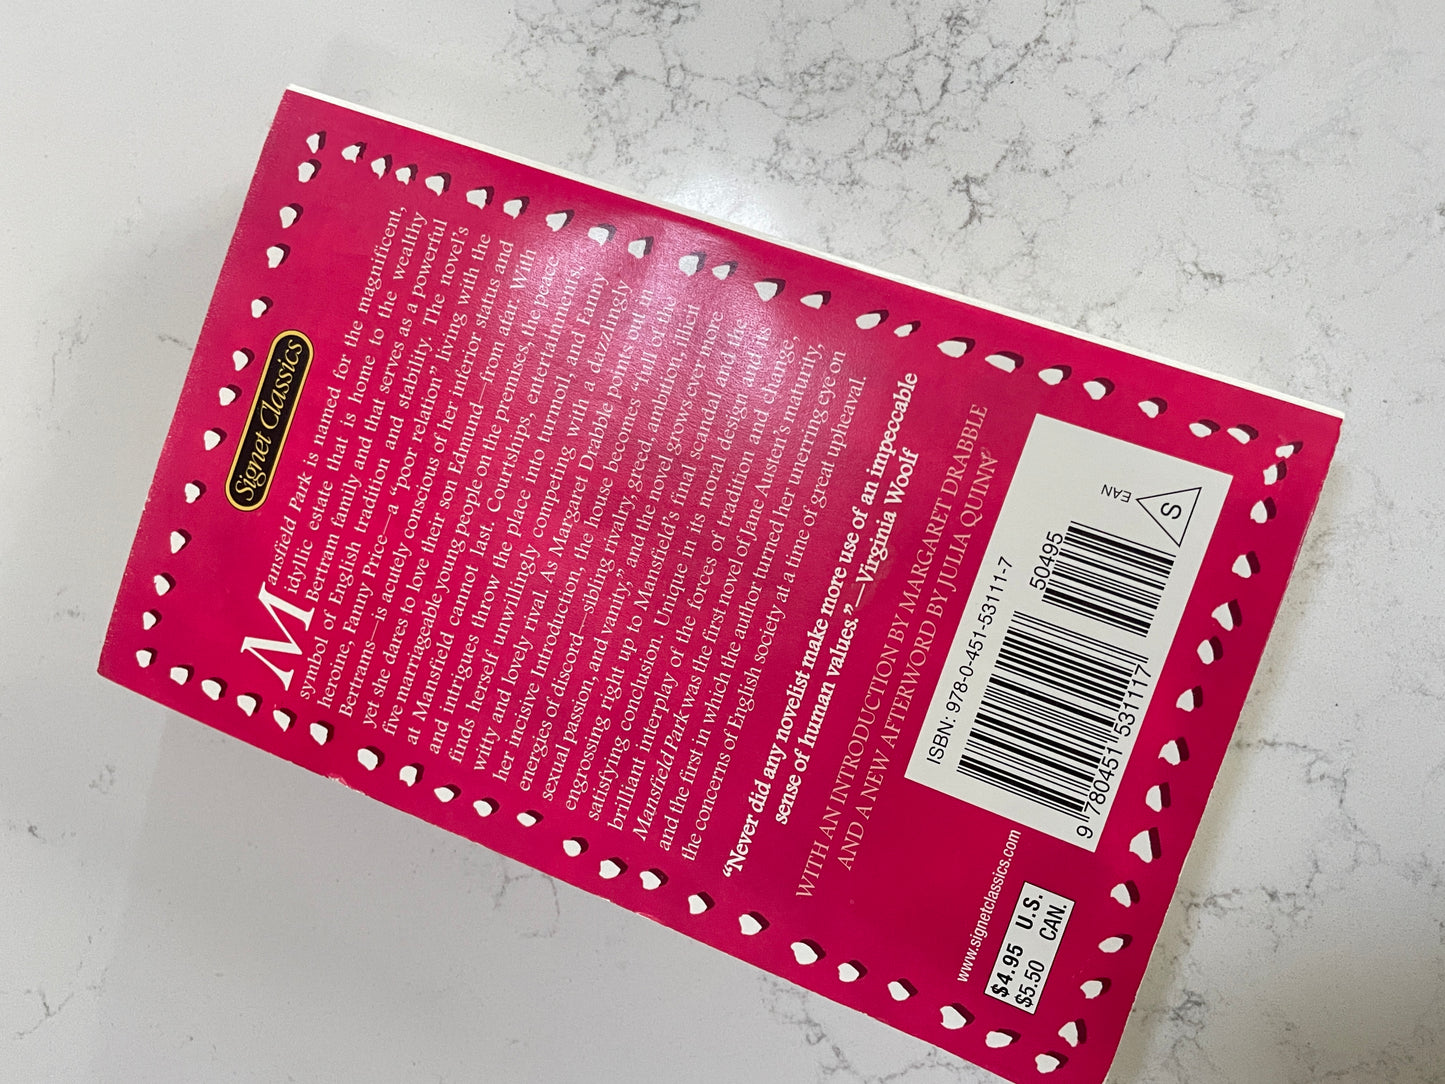 Signet Classics
Mansfield Park is named for the magnificent,
idyllic estate that is home to the wealthy
Bertram family and that serves as a powerful
symbol of English tradition and stability. The novel's
heroine, Fanny Price—a "poor relation" living with the
Bertrams—is acutely conscious of her inferior status and
yet she dares to love their son Edmund—from afar. With
five marriageable young people on the premises, the peace
at Mansfield cannot last. Courtships, entertainments,
and intrigues throw the place into turmoil, and Fanny
finds herself unwillingly competing with a dazzlingly
witty and lovely rival. As Margaret Drabble points out in
her incisive Introduction, the house becomes "full of the
energies of discord—sibling rivalry, greed, ambition, illicit
sexual passion, and vanity," and the novel grows ever more
engrossing right up to Mansfield's final scandal and the
satisfying conclusion. Unique in its moral design and its
brilliant interplay of the forces of tradition and change,
Mansfield Park was the first novel of Jane Austen's maturity,
and the first in which the author turned her unerring eye on
the concerns of English society at a time of great upheaval.
"Never did any novelist make more use of an impeccable
sense of human values."—Virginia Woolf
WITH AN INTRODUCTION BY MARGARET DRABBLE
AND A NEW AFTERWORD BY JULIA QUINN
ISBN: 978-0-451-53111-7
50495
9 780451 531117
S
EAN
www.signetclassics.com
$4.95 U.S.
$5.50 CAN.